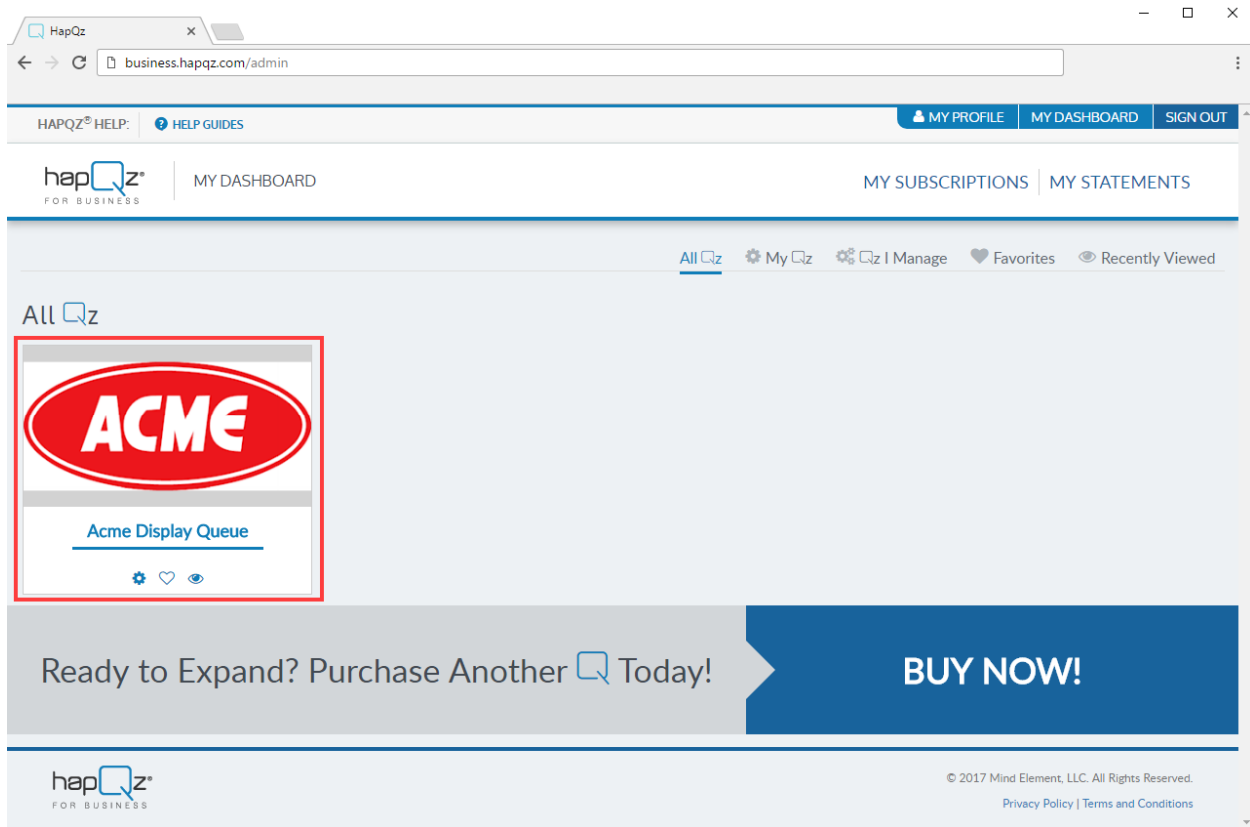 HapQz
business.hapqz.com/admin
HAPQZ® HELP: HELP GUIDES
MY PROFILE MY DASHBOARD SIGN OUT
hapQz®
FOR BUSINESS
MY DASHBOARD
MY SUBSCRIPTIONS MY STATEMENTS
All Qz My Qz Qz I Manage Favorites Recently Viewed
All Qz
ACME
Acme Display Queue
Ready to Expand? Purchase Another Q Today!
BUY NOW!
hapQz®
FOR BUSINESS
© 2017 Mind Element, LLC. All Rights Reserved.
Privacy Policy | Terms and Conditions